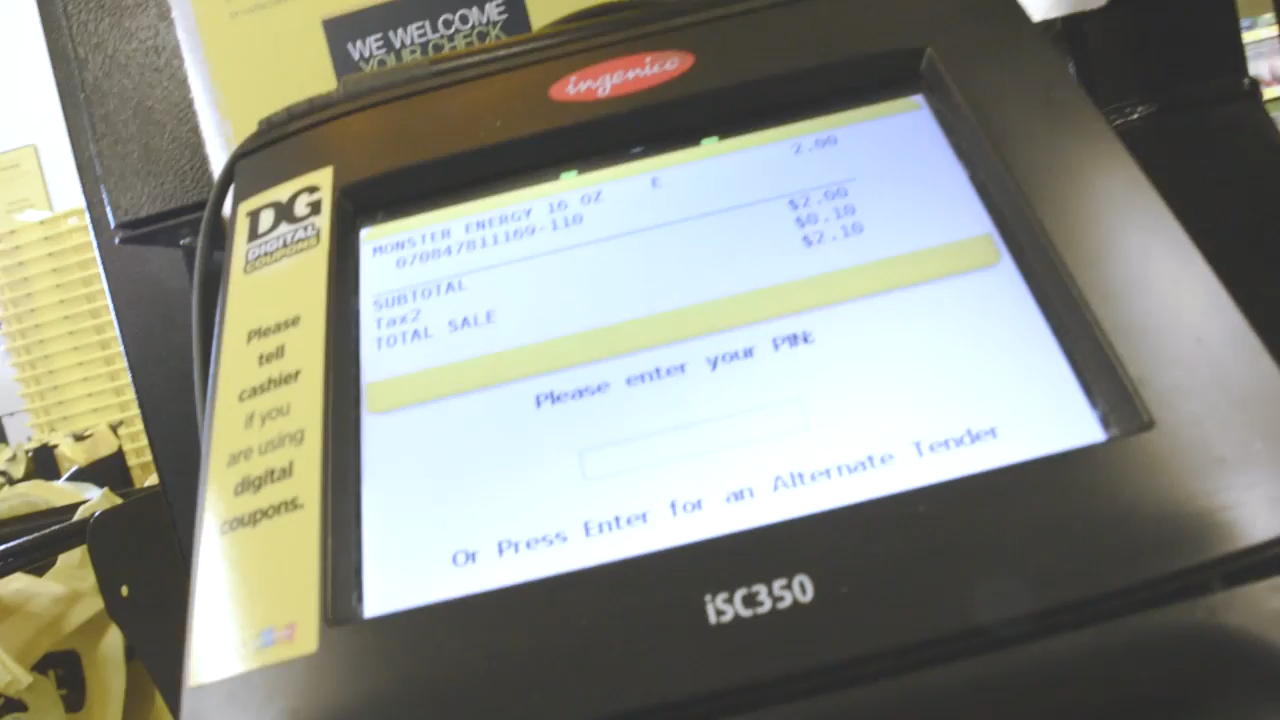 WE WELCOME
YOUR CHECK
ingenico
DG
DIGITAL
COUPONS
Please
tell
cashier
if you
are using
digital
coupons.
MONSTER ENERGY 16 OZ E 2.00
070847811169-110
SUBTOTAL $2.00
Tax2 $0.10
TOTAL SALE $2.10
Please enter your PIN:
Or Press Enter for an Alternate Tender
iSC350